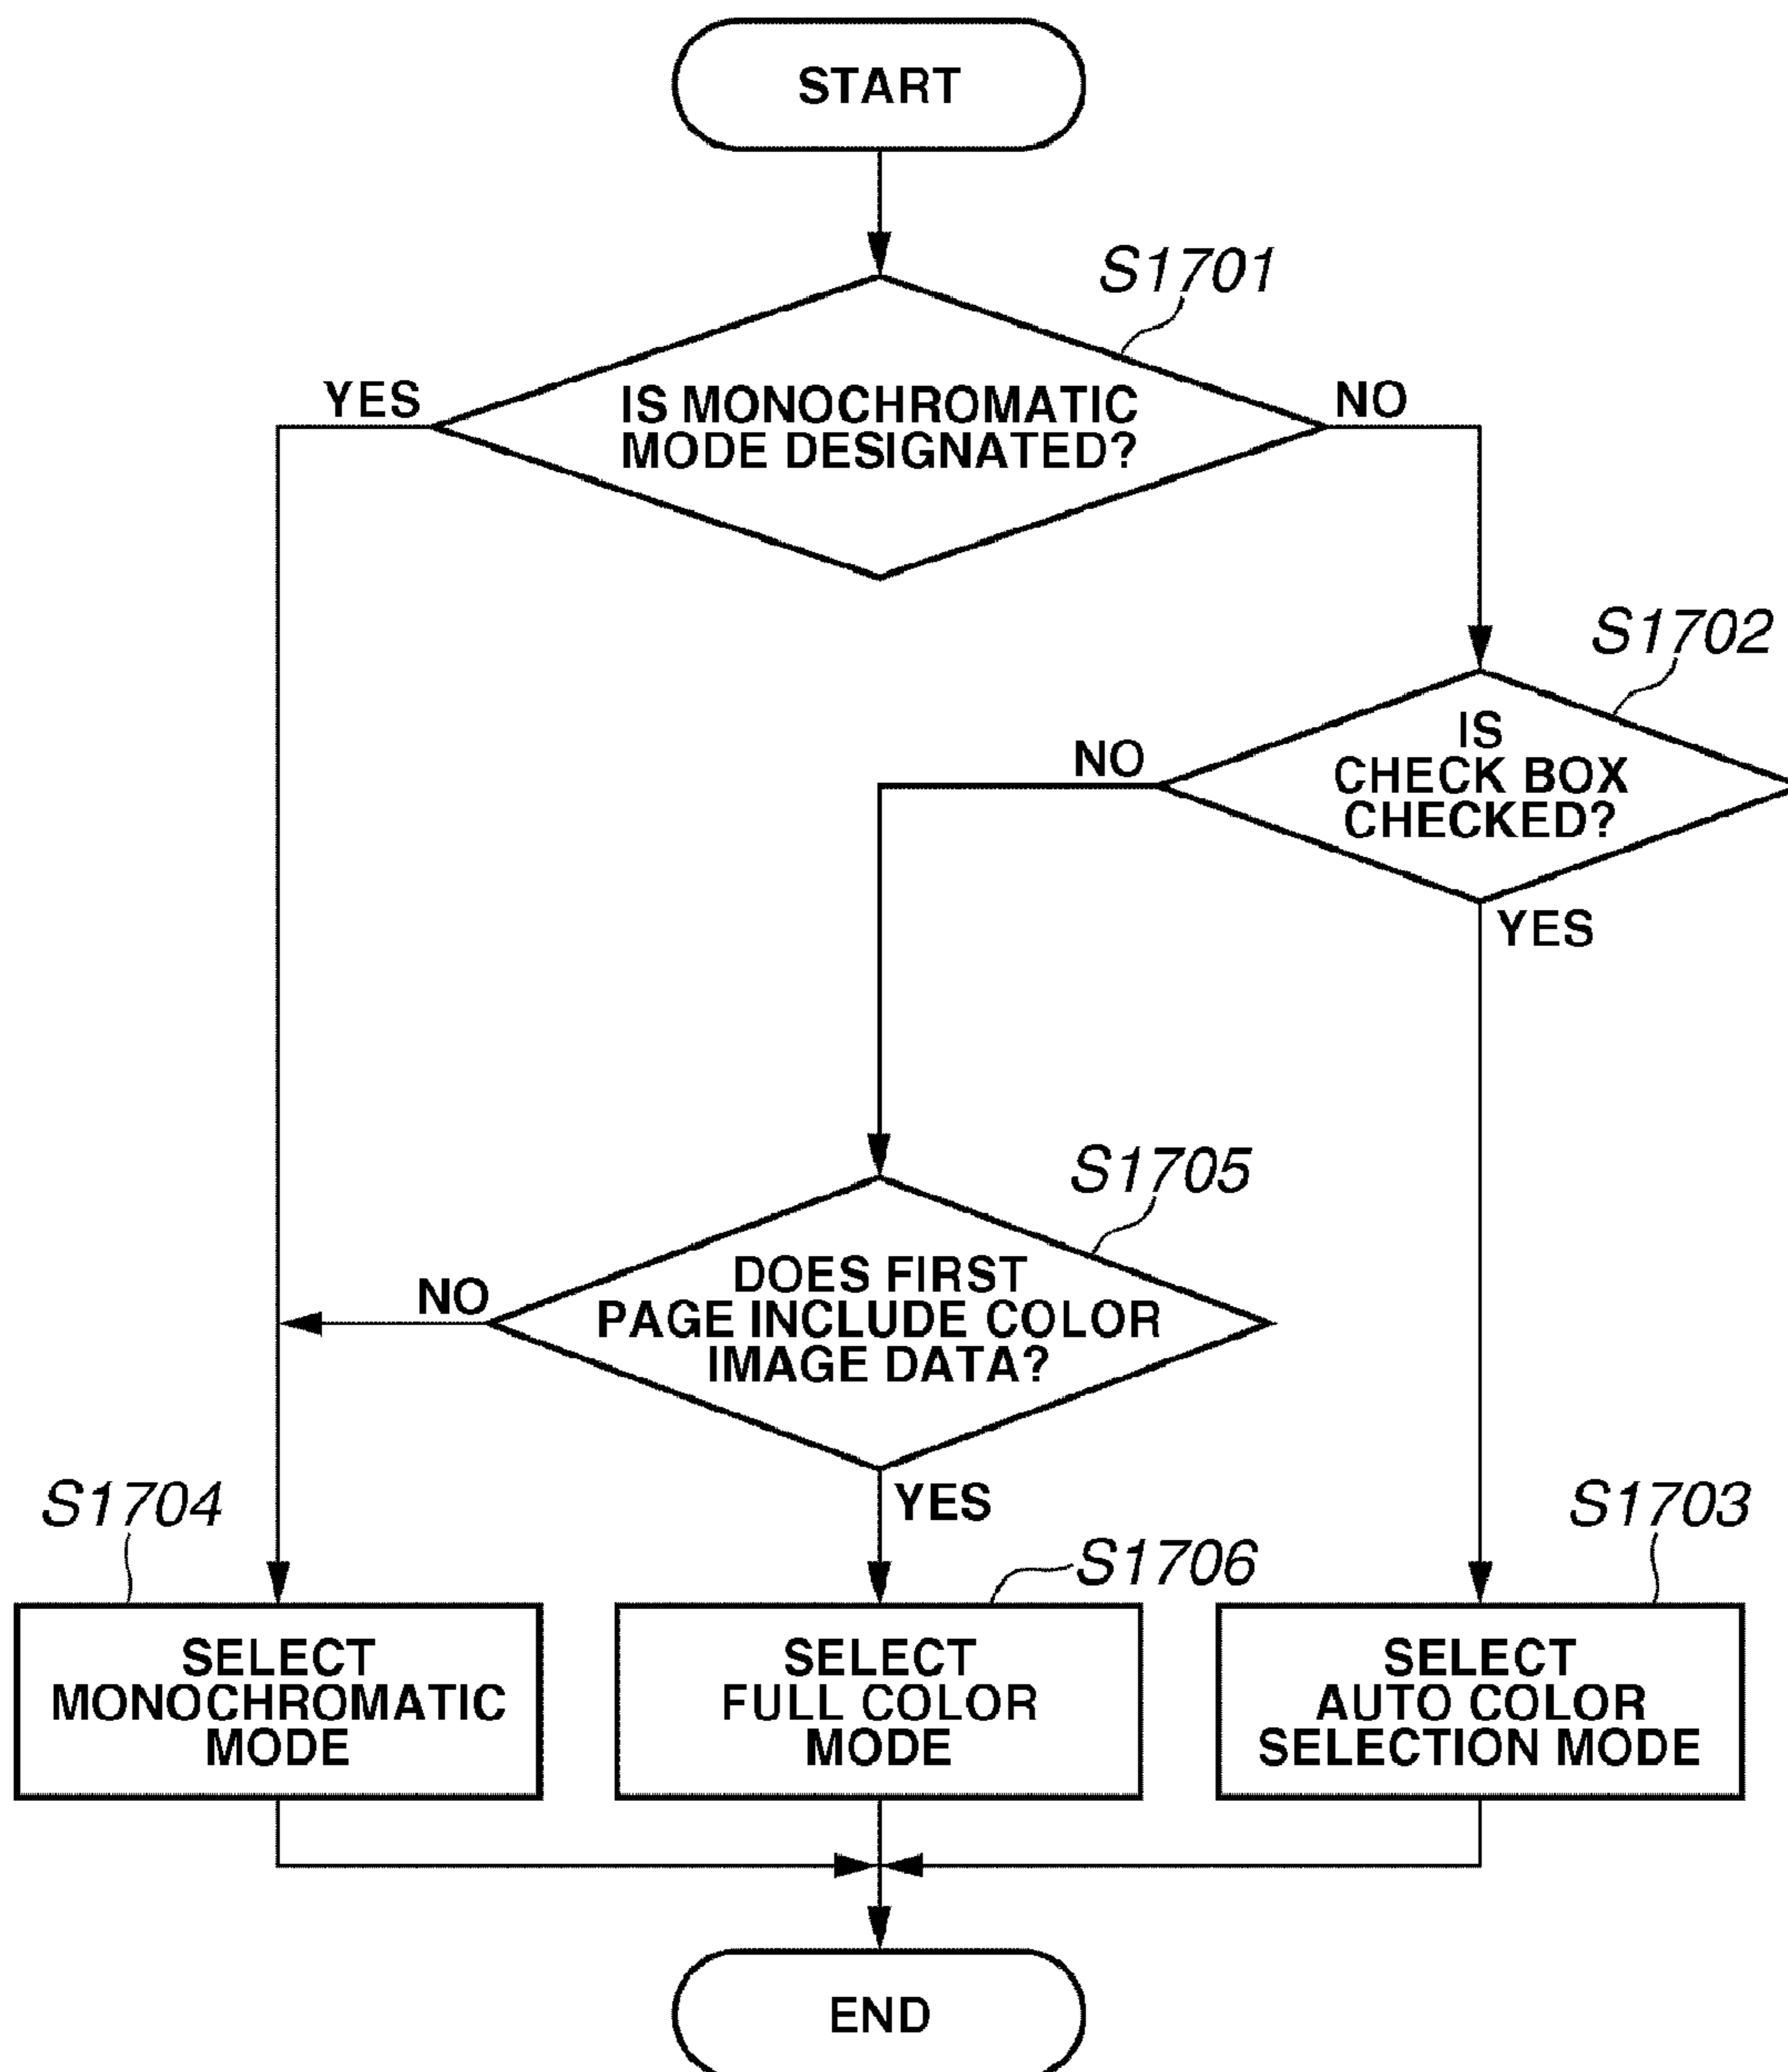 START
S1701
YES
IS MONOCHROMATIC
MODE DESIGNATED?
NO
S1702
NO
IS
CHECK BOX
CHECKED?
YES
S1705
NO
DOES FIRST
PAGE INCLUDE COLOR
IMAGE DATA?
S1704
YES
S1706
S1703
SELECT
MONOCHROMATIC
MODE
SELECT
FULL COLOR
MODE
SELECT
AUTO COLOR
SELECTION MODE
END